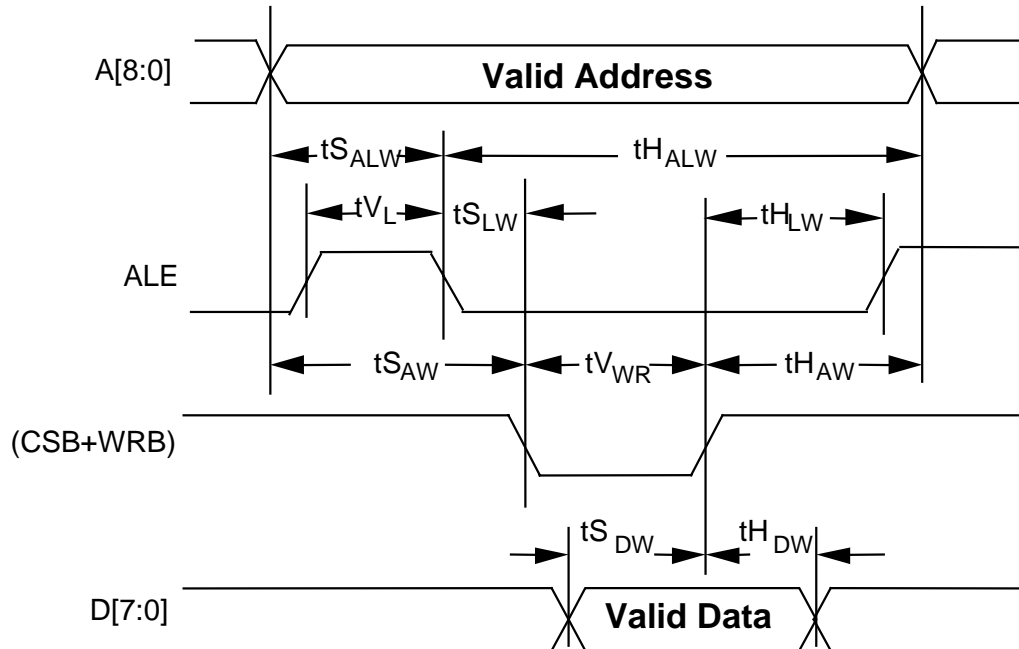 A[8:0] Valid Address
tSALW tHALW
tVL tSLW tHLW
ALE
tSAW tVWR tHAW
(CSB+WRB)
tS DW tH DW
D[7:0] Valid Data